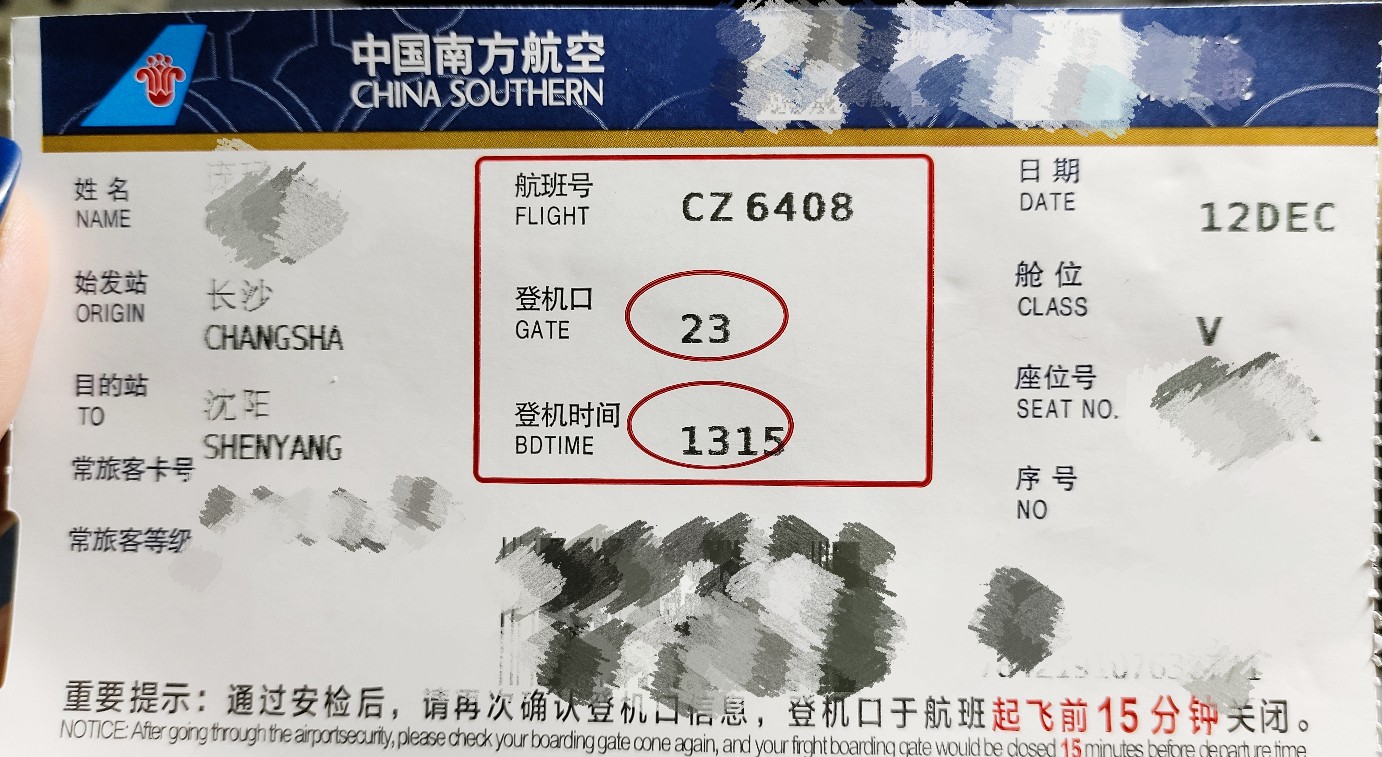 中国南方航空
CHINA SOUTHERN
姓名
NAME
始发站 长沙
ORIGIN CHANGSHA
目的站 沈阳
TO SHENYANG
常旅客卡号
常旅客等级
航班号
FLIGHT CZ 6408
登机口
GATE 23
登机时间
BDTIME 1315
日期
DATE 12DEC
舱位
CLASS V
座位号
SEAT NO.
序号
NO
重要提示：通过安检后，请再次确认登机口信息，登机口于航班起飞前15分钟关闭。
NOTICE: After going through the airportsecurity, please check your boarding gate oone again, and your firght boarding gate would be closed 15 minutes before departure time.